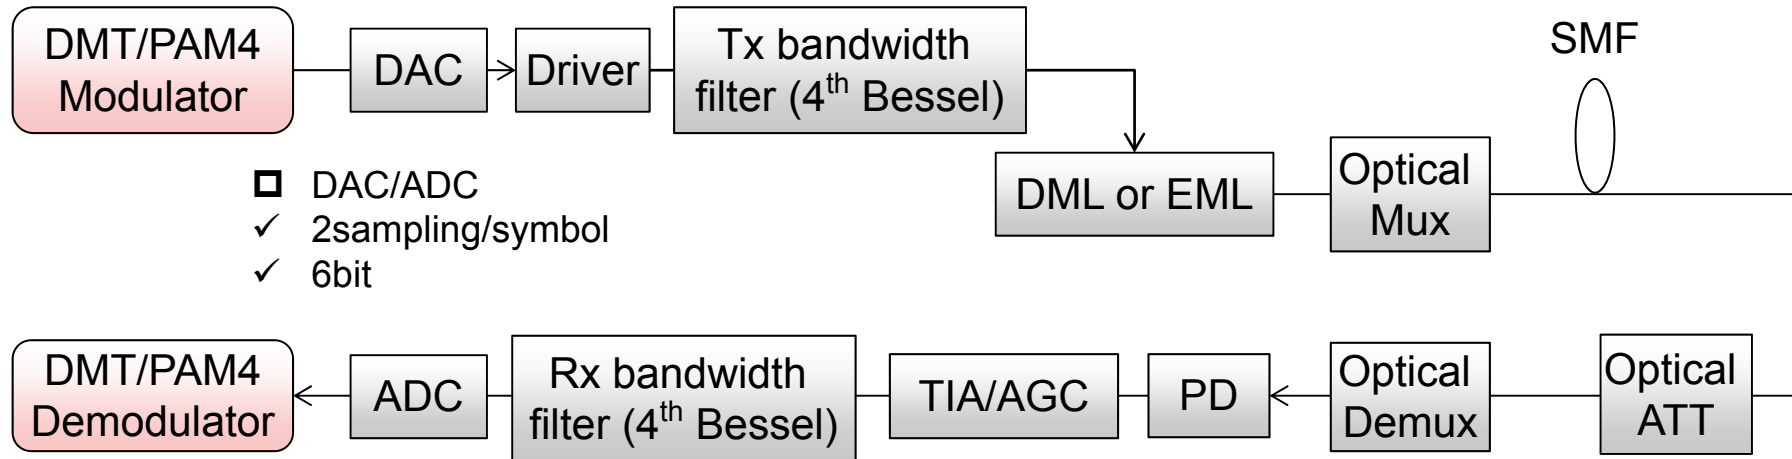 DMT/PAM4
Modulator
DAC
Driver
Tx bandwidth
filter (4th Bessel)
SMF
DML or EML
Optical
Mux
DAC/ADC
✓ 2sampling/symbol
✓ 6bit
DMT/PAM4
Demodulator
ADC
Rx bandwidth
filter (4th Bessel)
TIA/AGC
PD
Optical
Demux
Optical
ATT